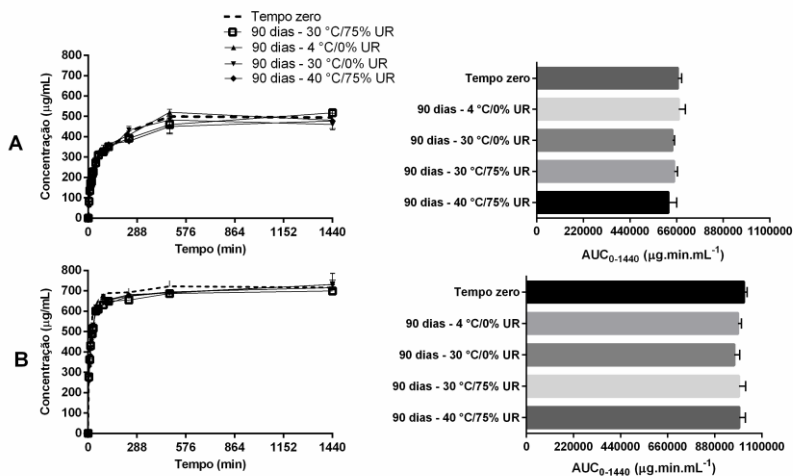 Tempo zero
90 dias - 30 °C/75% UR
90 dias - 4 °C/0% UR
90 dias - 30 °C/0% UR
90 dias - 40 °C/75% UR
A
Concentração (µg/mL)
800
700
600
500
400
300
200
100
0
0 288 576 864 1152 1440
Tempo (min)
Tempo zero
90 dias - 4 °C/0% UR
90 dias - 30 °C/0% UR
90 dias - 30 °C/75% UR
90 dias - 40 °C/75% UR
0 220000 440000 660000 880000 1100000
AUC0-1440 (µg.min.mL-1)
B
Concentração (µg/mL)
800
700
600
500
400
300
200
100
0
0 288 576 864 1152 1440
Tempo (min)
Tempo zero
90 dias - 4 °C/0% UR
90 dias - 30 °C/0% UR
90 dias - 30 °C/75% UR
90 dias - 40 °C/75% UR
0 220000 440000 660000 880000 1100000
AUC0-1440 (µg.min.mL-1)